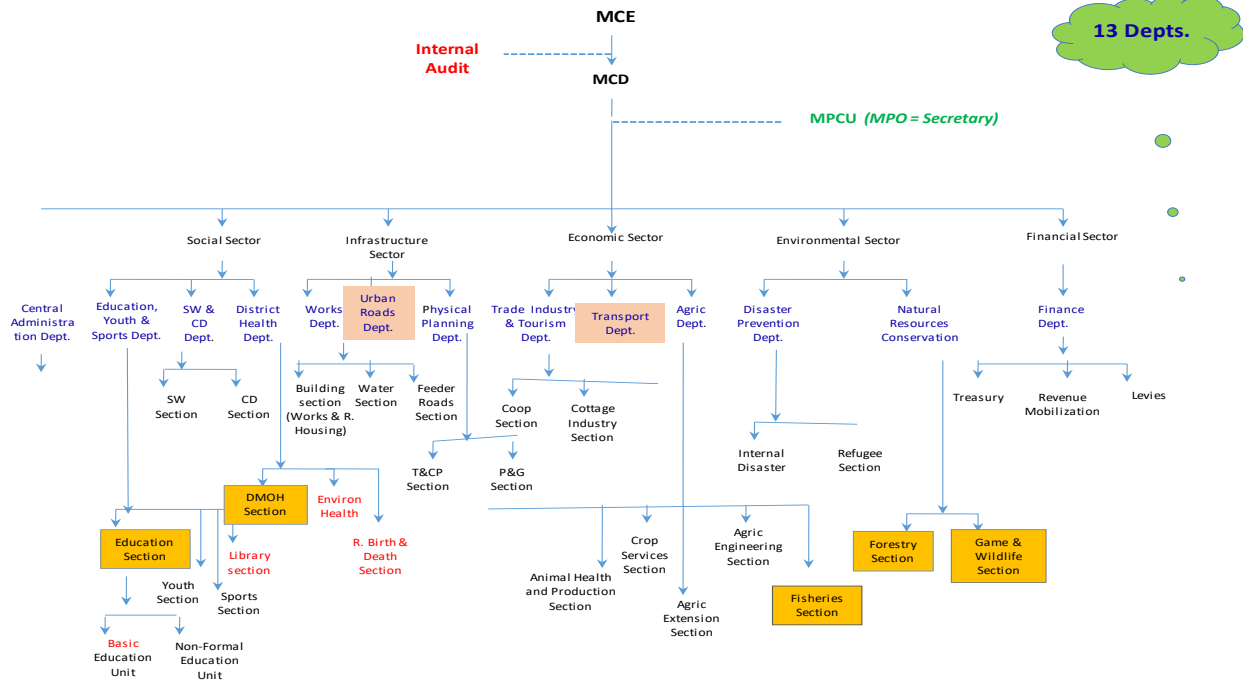 MCE
13 Depts.
Internal
Audit
MCD
MPCU (MPO = Secretary)
Social Sector
Infrastructure
Sector
Economic Sector
Environmental Sector
Financial Sector
Central
Administra
tion Dept.
Education,
Youth &
Sports Dept.
SW &
CD
Dept.
District
Health
Dept.
Works
Dept.
Urban
Roads
Dept.
Physical
Planning
Dept.
Trade Industry
& Tourism
Dept.
Transport
Dept.
Agric
Dept.
Disaster
Prevention
Dept.
Natural
Resources
Conservation
Finance
Dept.
SW
Section
CD
Section
Building
section
(Works & R.
Housing)
Water
Section
Feeder
Roads
Section
Coop
Section
Cottage
Industry
Section
Treasury
Revenue
Mobilization
Levies
T&CP
Section
P&G
Section
Internal
Disaster
Refugee
Section
DMOH
Section
Environ
Health
R. Birth &
Death
Section
Education
Section
Library
section
Youth
Section
Sports
Section
Basic
Education
Unit
Non-Formal
Education
Unit
Animal Health
and Production
Section
Crop
Services
Section
Agric
Extension
Section
Agric
Engineering
Section
Fisheries
Section
Forestry
Section
Game &
Wildlife
Section